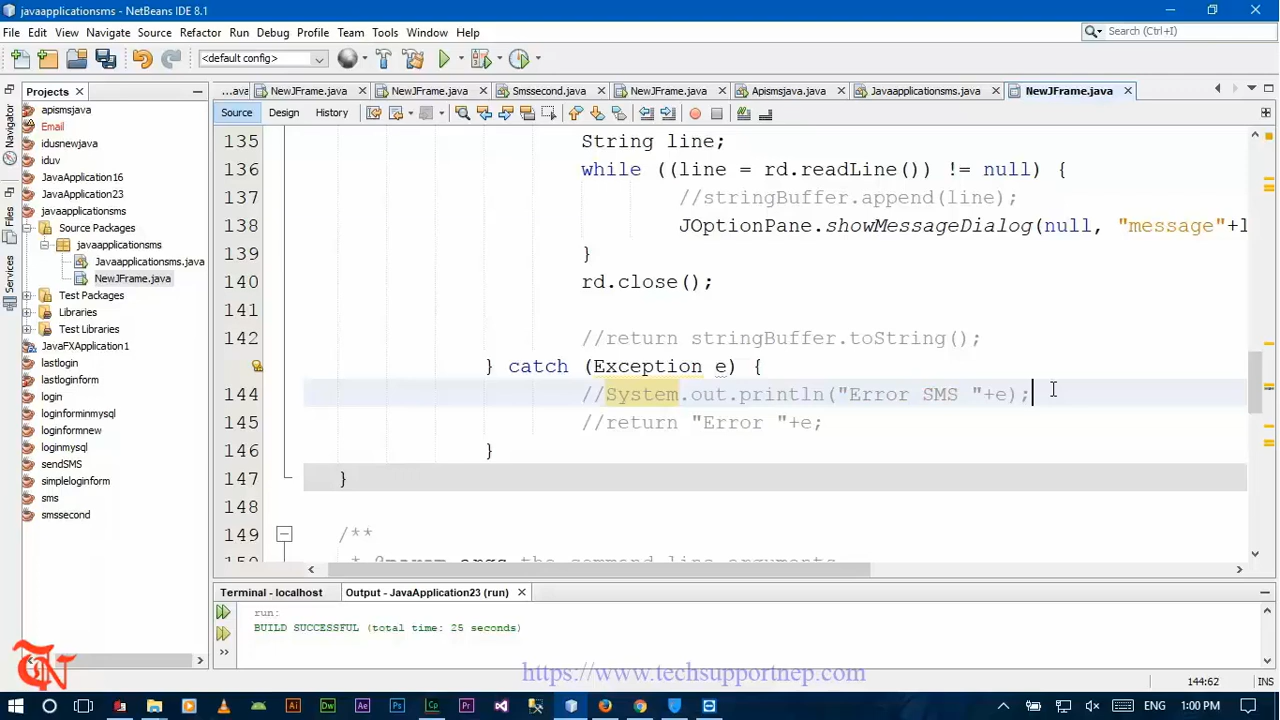 javaapplicationsms - NetBeans IDE 8.1
File Edit View Navigate Source Refactor Run Debug Profile Team Tools Window Help
Search (Ctrl+I)
<default config>
Projects
...ava NewJFrame.java NewJFrame.java Smssecond.java NewJFrame.java Apismsjava.java Javaapplicationsms.java NewJFrame.java
Source Design History
Navigator
Files
Services
apismsjava
Email
idusnewjava
iduv
JavaApplication16
JavaApplication23
javaapplicationsms
Source Packages
javaapplicationsms
Javaapplicationsms.java
NewJFrame.java
Test Packages
Libraries
Test Libraries
JavaFXApplication1
lastlogin
lastloginform
login
loginforminmysql
loginformnew
loginmysql
sendSMS
simpleloginform
sms
smssecond
135 String line;
136 while ((line = rd.readLine()) != null) {
137 //stringBuffer.append(line);
138 JOptionPane.showMessageDialog(null, "message"+l
139 }
140 rd.close();
141
142 //return stringBuffer.toString();
} catch (Exception e) {
144 //System.out.println("Error SMS "+e);
145 //return "Error "+e;
146 }
147 }
148
149 /**
150 * @param args the command line arguments
Terminal - localhost Output - JavaApplication23 (run)
run:
BUILD SUCCESSFUL (total time: 25 seconds)
TN
https://www.techsupportnep.com
144:62 INS
ENG 1:00 PM